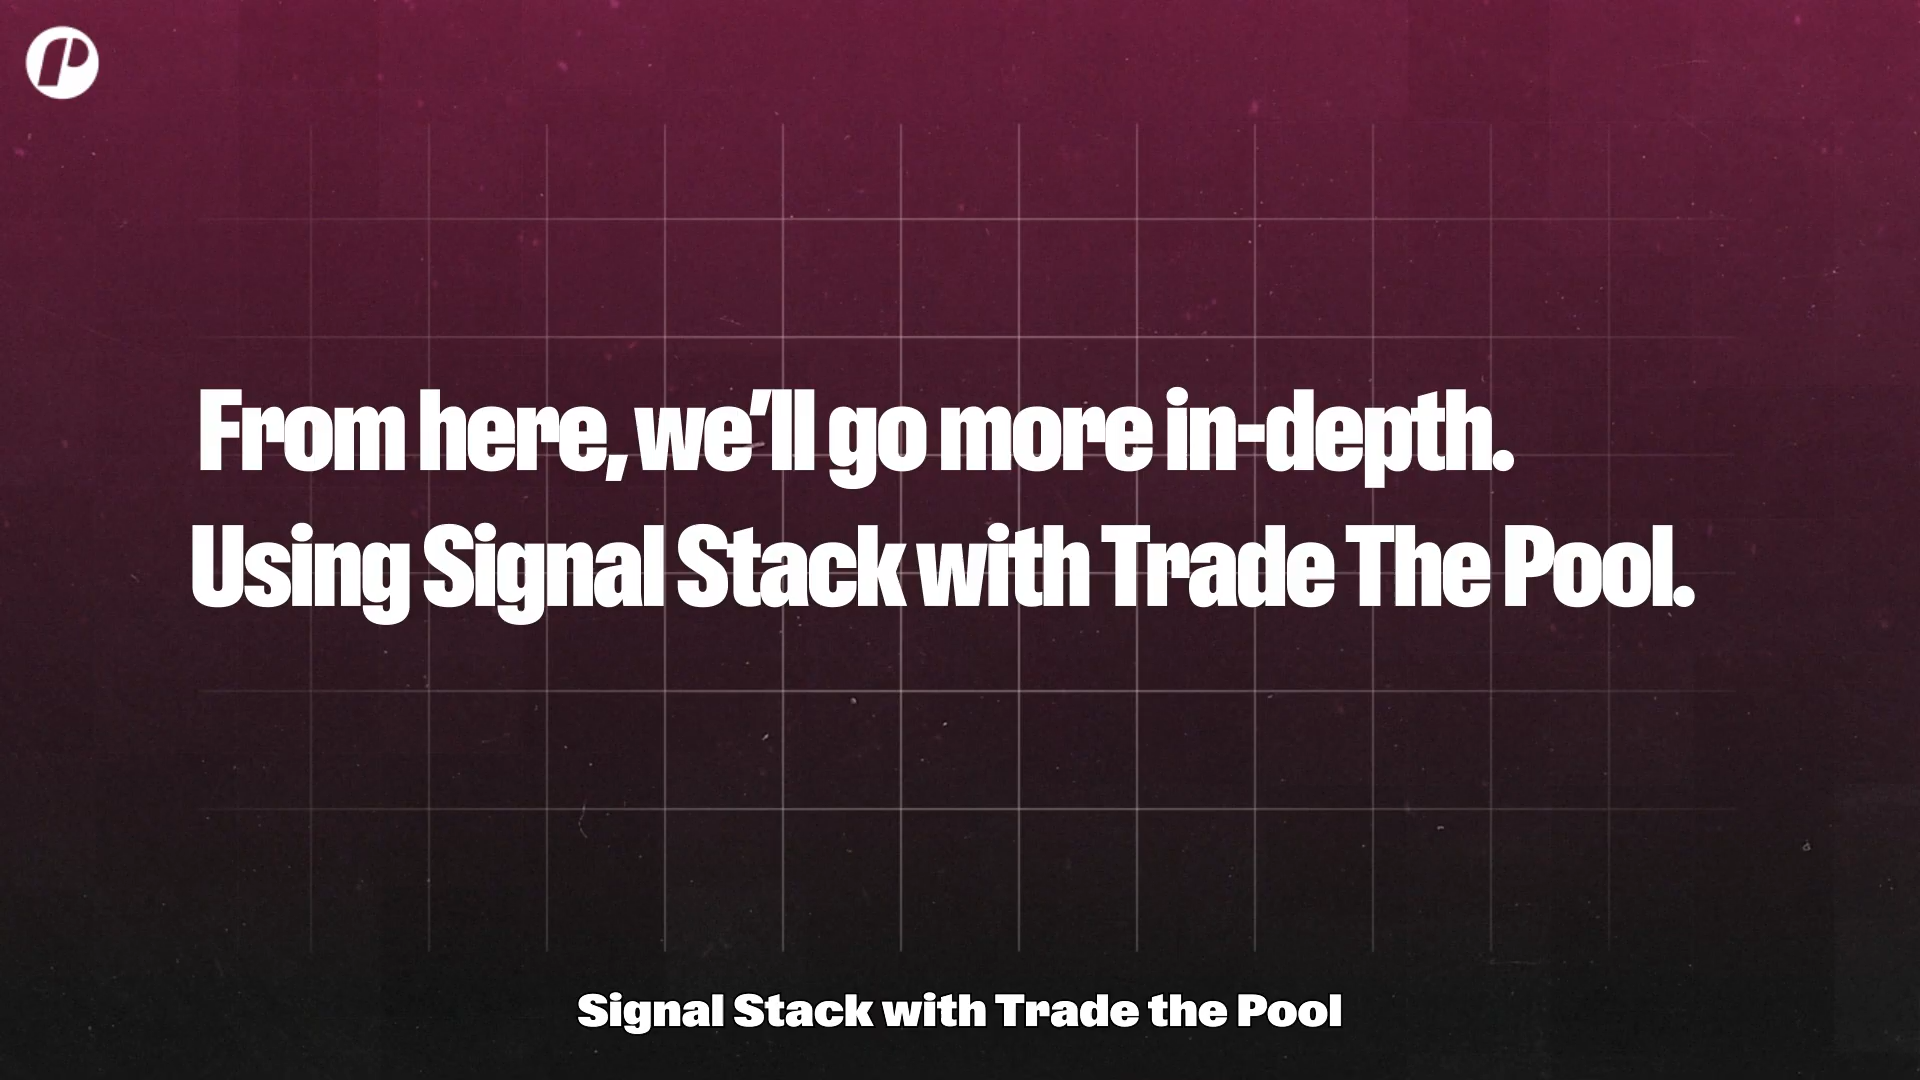 From here, we’ll go more in-depth.
Using Signal Stack with Trade The Pool.
Signal Stack with Trade the Pool